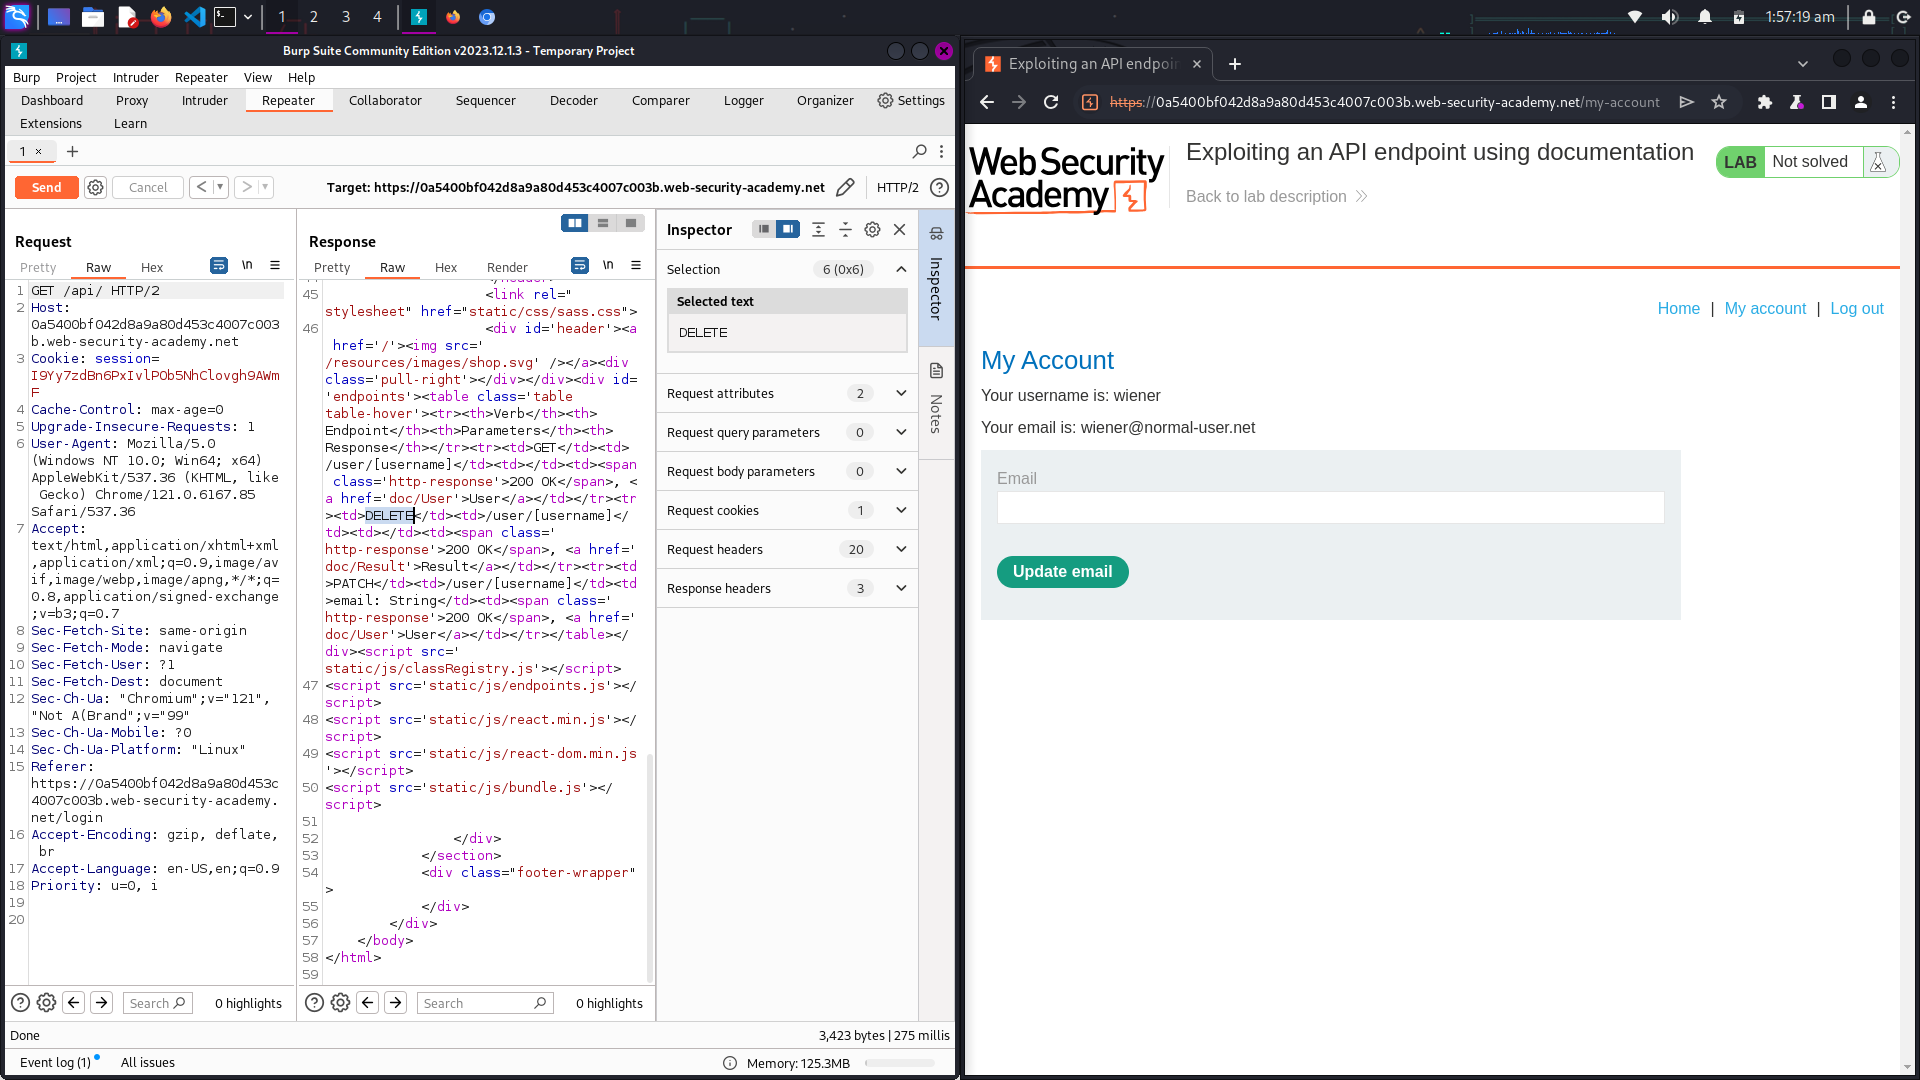 1
2
3
4
1:57:19 am
Burp Suite Community Edition v2023.12.1.3 - Temporary Project
Burp Project Intruder Repeater View Help
Dashboard Proxy Intruder Repeater Collaborator Sequencer Decoder Comparer Logger Organizer Settings
Extensions Learn
1 × +
Send Cancel < > Target: https://0a5400bf042d8a9a80d453c4007c003b.web-security-academy.net HTTP/2 ?
Request
Pretty Raw Hex \n
1 GET /api/ HTTP/2
2 Host:
0a5400bf042d8a9a80d453c4007c003
b.web-security-academy.net
3 Cookie: session=
I9Yy7zdBn6PxIvlPOb5NhClovgh9AWm
F
4 Cache-Control: max-age=0
5 Upgrade-Insecure-Requests: 1
6 User-Agent: Mozilla/5.0
(Windows NT 10.0; Win64; x64)
AppleWebKit/537.36 (KHTML, like
Gecko) Chrome/121.0.6167.85
Safari/537.36
7 Accept:
text/html,application/xhtml+xml
,application/xml;q=0.9,image/av
if,image/webp,image/apng,*/*;q=
0.8,application/signed-exchange
;v=b3;q=0.7
8 Sec-Fetch-Site: same-origin
9 Sec-Fetch-Mode: navigate
10 Sec-Fetch-User: ?1
11 Sec-Fetch-Dest: document
12 Sec-Ch-Ua: "Chromium";v="121",
"Not A(Brand";v="99"
13 Sec-Ch-Ua-Mobile: ?0
14 Sec-Ch-Ua-Platform: "Linux"
15 Referer:
https://0a5400bf042d8a9a80d453c
4007c003b.web-security-academy.
net/login
16 Accept-Encoding: gzip, deflate,
br
17 Accept-Language: en-US,en;q=0.9
18 Priority: u=0, i
19
20
? Search 0 highlights
Response
Pretty Raw Hex Render \n
45 <link rel="
stylesheet" href="static/css/sass.css">
46 <div id='header'><a
href='/'><img src='
/resources/images/shop.svg' /></a><div
class='pull-right'></div></div><div id=
'endpoints'><table class='table
table-hover'><tr><th>Verb</th><th>
Endpoint</th><th>Parameters</th><th>
Response</th></tr><tr><td>GET</td><td>
/user/[username]</td><td></td><td><span
class='http-response'>200 OK</span>, <
a href='doc/User'>User</a></td></tr><tr
><td>DELETE</td><td>/user/[username]</
td><td></td><td><span class='
http-response'>200 OK</span>, <a href='
doc/Result'>Result</a></td></tr><tr><td
>PATCH</td><td>/user/[username]</td><td
>email: String</td><td><span class='
http-response'>200 OK</span>, <a href='
doc/User'>User</a></td></tr></table></
div><script src='
static/js/classRegistry.js'></script>
47 <script src='static/js/endpoints.js'></
script>
48 <script src='static/js/react.min.js'></
script>
49 <script src='static/js/react-dom.min.js
'></script>
50 <script src='static/js/bundle.js'></
script>
51
52 </div>
53 </section>
54 <div class="footer-wrapper"
>
55 </div>
56 </div>
57 </body>
58 </html>
59
? Search 0 highlights
Inspector
Selection 6 (0x6)
Selected text
DELETE
Request attributes 2
Request query parameters 0
Request body parameters 0
Request cookies 1
Request headers 20
Response headers 3
Inspector
Notes
Done 3,423 bytes | 275 millis
Event log (1) All issues Memory: 125.3MB
Exploiting an API endpoin × +
https://0a5400bf042d8a9a80d453c4007c003b.web-security-academy.net/my-account
Web Security
Academy
Exploiting an API endpoint using documentation
Back to lab description
LAB Not solved
Home | My account | Log out
My Account
Your username is: wiener
Your email is: wiener@normal-user.net
Email
Update email